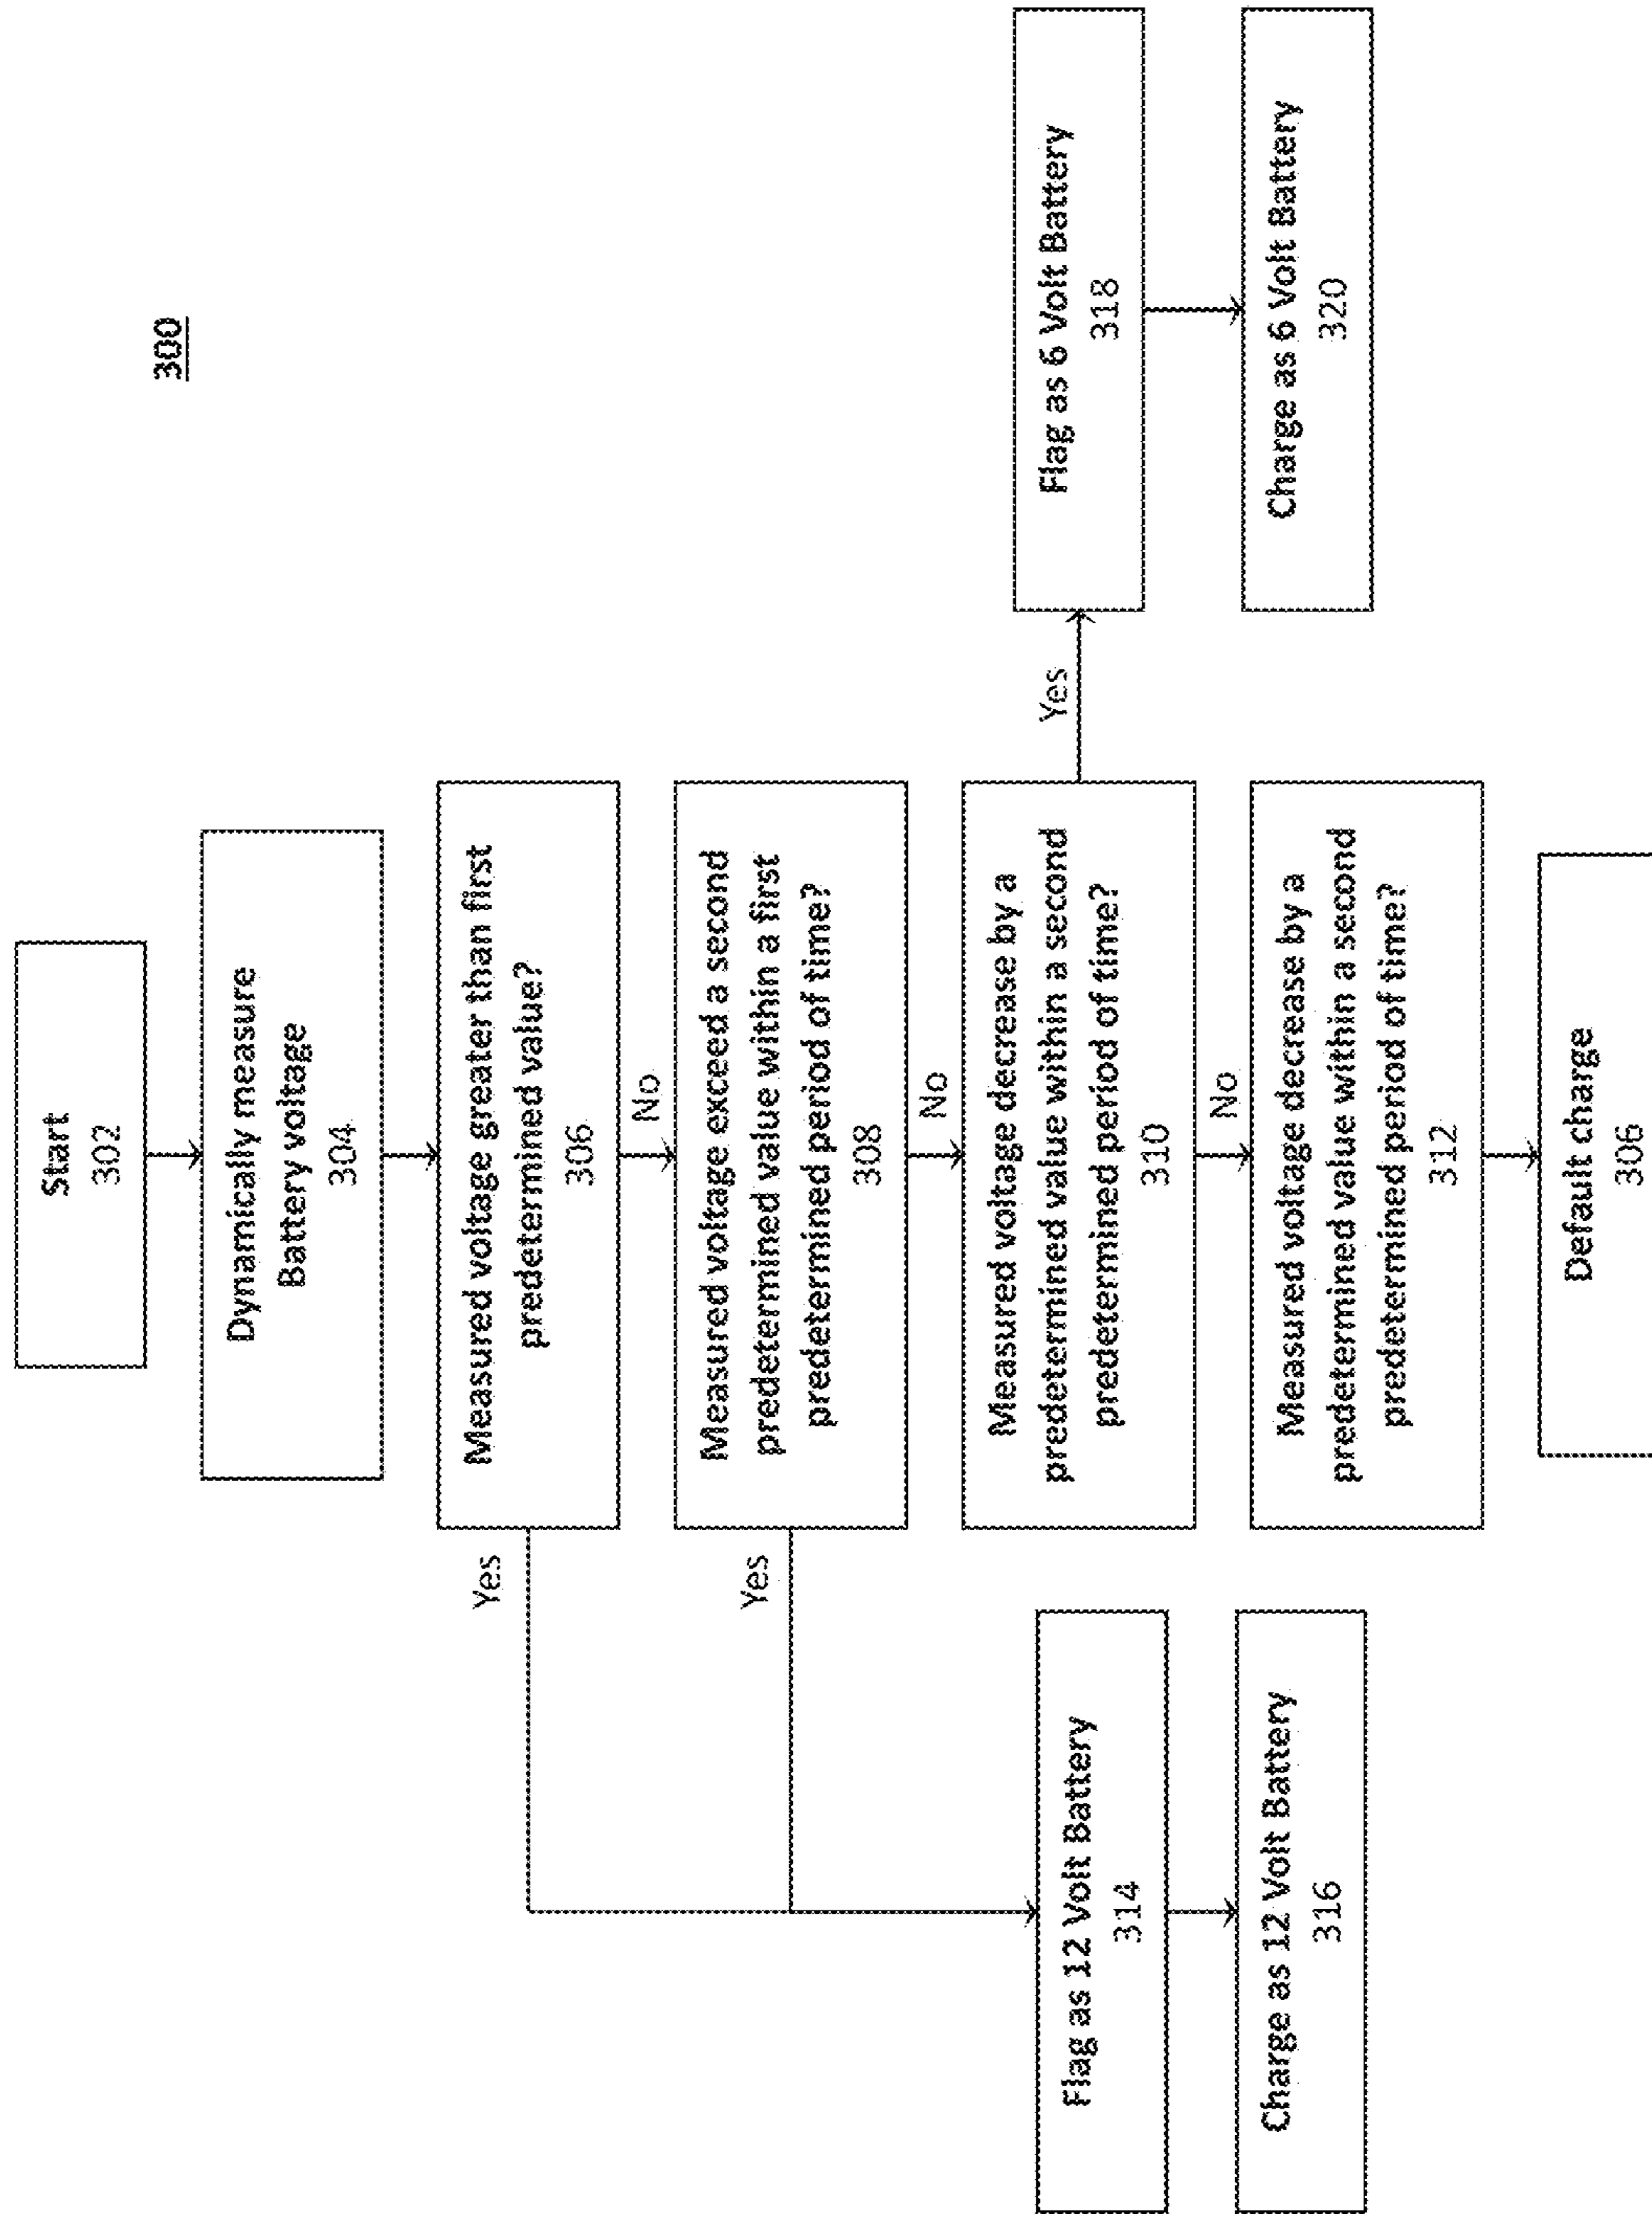 300
Start
302
Dynamically measure
Battery voltage
304
Measured voltage greater than first
predetermined value?
306
Yes
No
Measured voltage exceed a second
predetermined value within a first
predetermined period of time?
308
Yes
No
Measured voltage decrease by a
predetermined value within a second
predetermined period of time?
310
Yes
No
Measured voltage decrease by a
predetermined value within a second
predetermined period of time?
312
Default charge
306
Flag as 12 Volt Battery
314
Charge as 12 Volt Battery
316
Flag as 6 Volt Battery
318
Charge as 6 Volt Battery
320